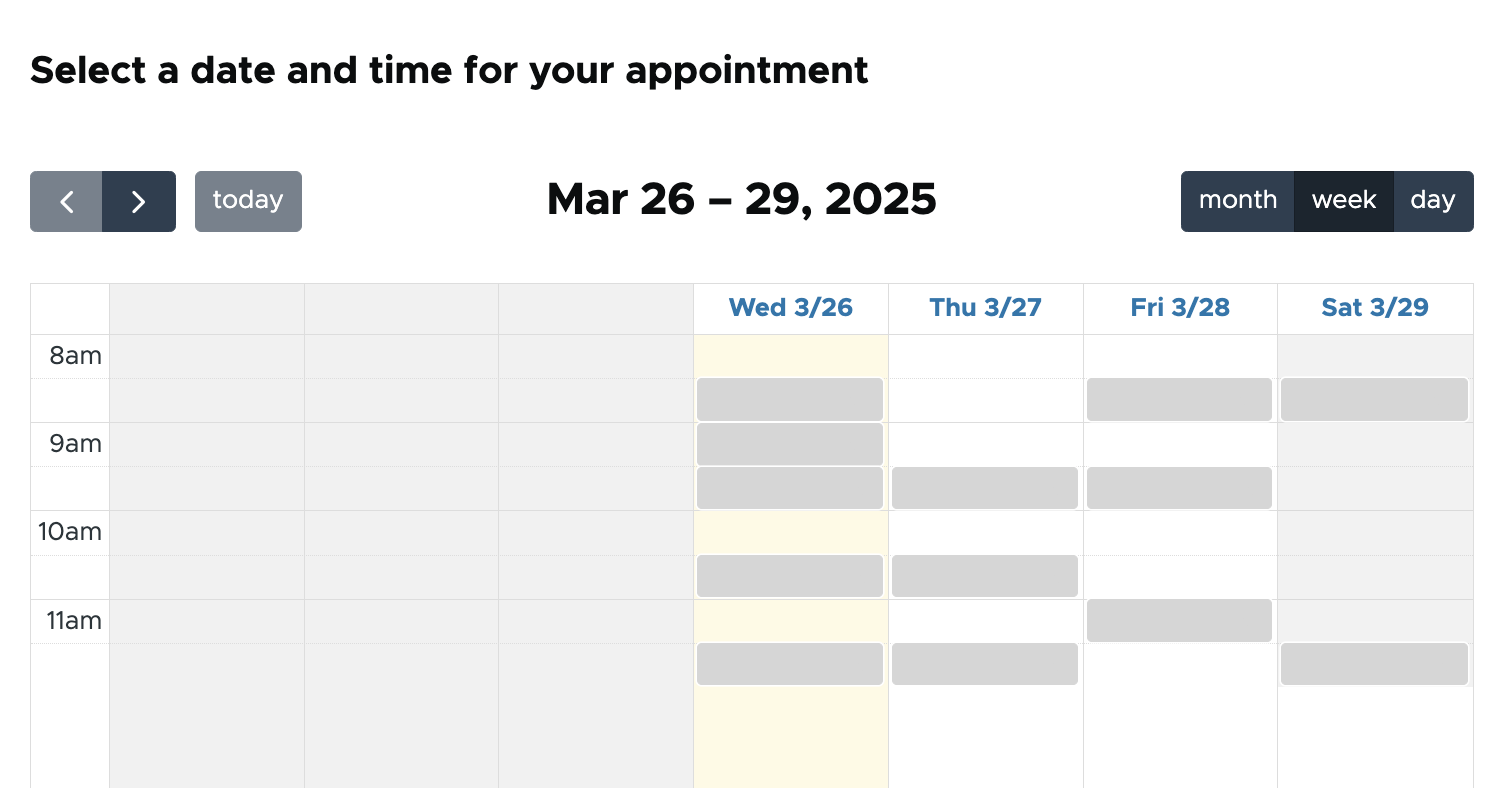 Select a date and time for your appointment
today
Mar 26 – 29, 2025
month week day
Wed 3/26 Thu 3/27 Fri 3/28 Sat 3/29
8am
9am
10am
11am